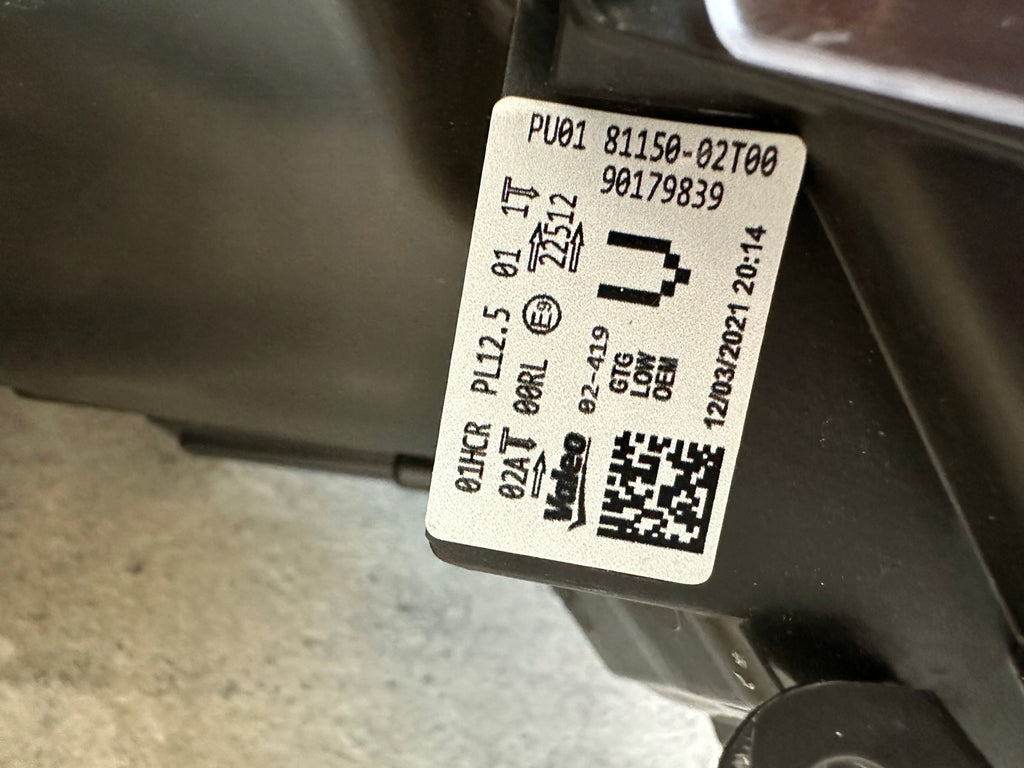 PU01 81150-02T00
90179839
01HCR PL12.5 01 1T
02A 00RL E9 22512
Valeo 02-419
GTG
LOW
OEM
12/03/2021 20:14